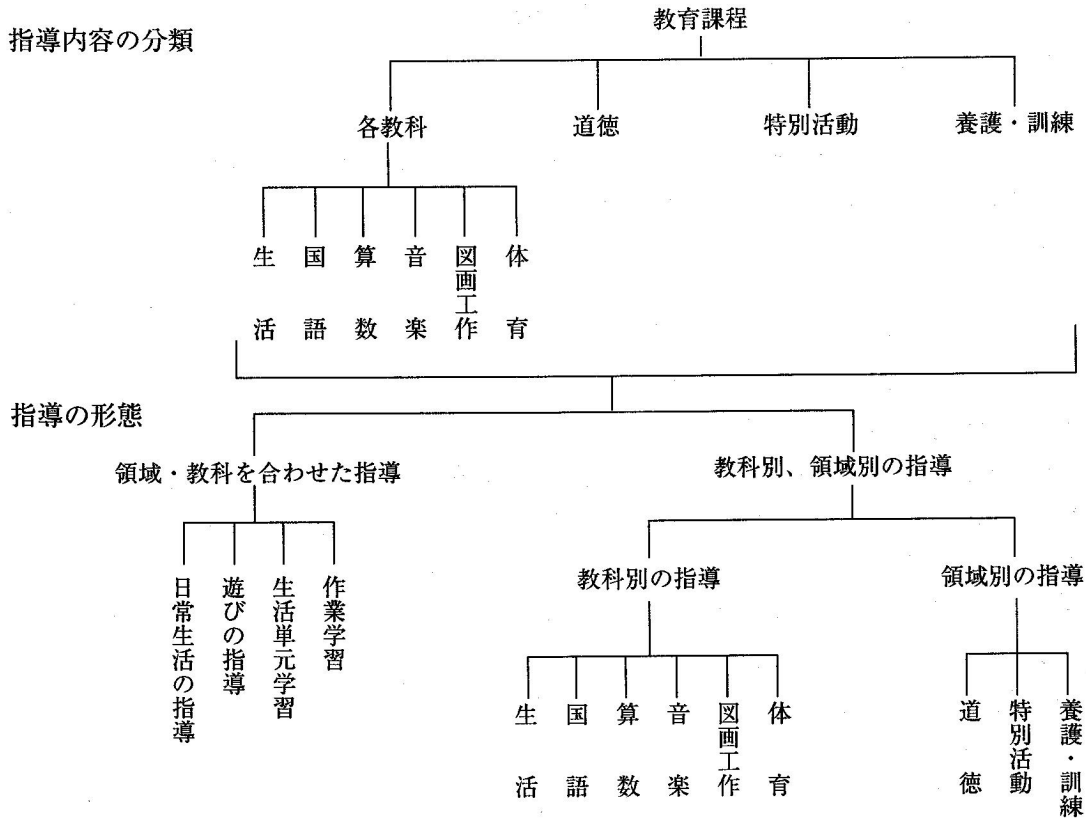 教育課程
指導内容の分類
各教科
道徳
特別活動
養護・訓練
生活
国語
算数
音楽
図画工作
体育
指導の形態
領域・教科を合わせた指導
教科別、領域別の指導
日常生活の指導
遊びの指導
生活単元学習
作業学習
教科別の指導
領域別の指導
生活
国語
算数
音楽
図画工作
体育
道徳
特別活動
養護・訓練